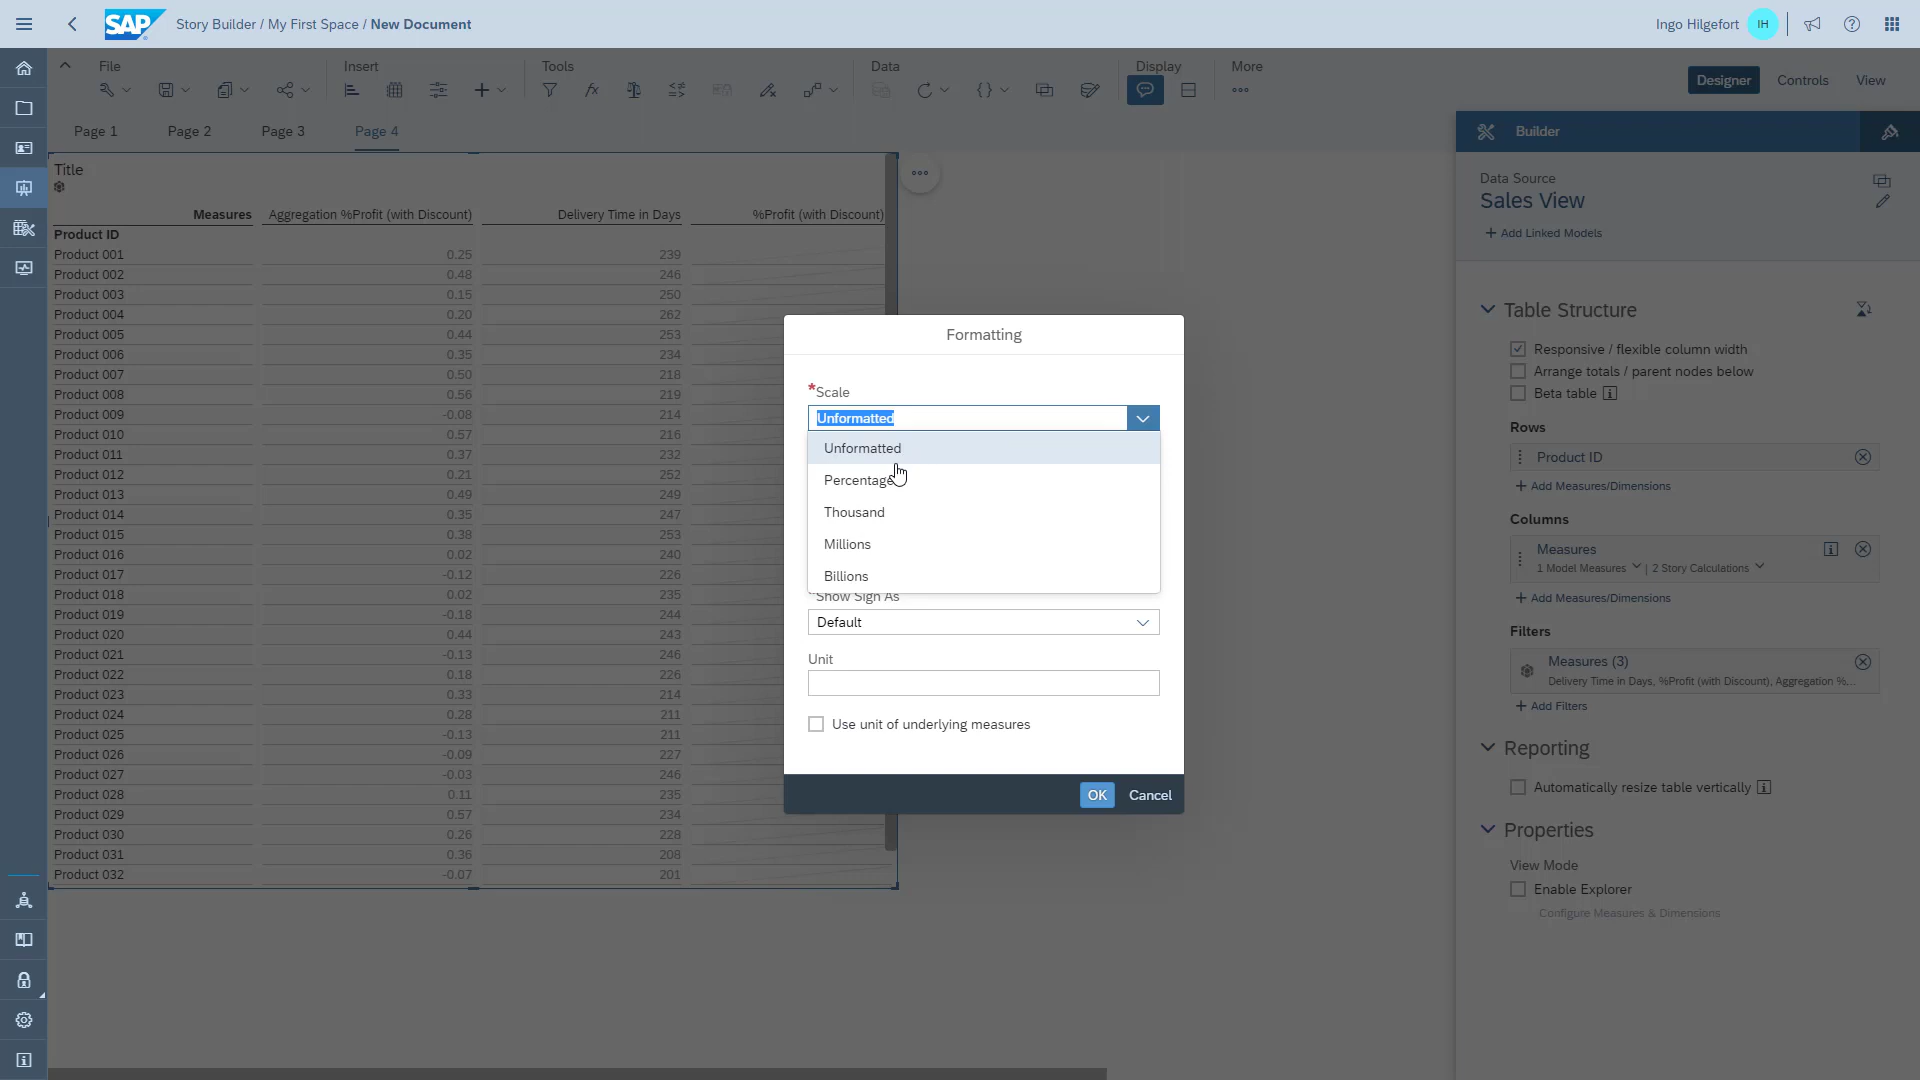 SAP Story Builder / My First Space / New Document
Ingo Hilgefort IH
File Insert Tools Data Display More
Designer Controls View
Page 1 Page 2 Page 3 Page 4
Title
Measures Aggregation %Profit (with Discount) Delivery Time in Days %Profit (with Discount)
Product ID
Product 001 0.25 239
Product 002 0.48 246
Product 003 0.15 250
Product 004 0.20 262
Product 005 0.44 253
Product 006 0.35 234
Product 007 0.50 218
Product 008 0.56 219
Product 009 -0.08 214
Product 010 0.57 216
Product 011 0.37 232
Product 012 0.21 252
Product 013 0.49 249
Product 014 0.35 247
Product 015 0.38 253
Product 016 0.02 240
Product 017 -0.12 226
Product 018 0.02 235
Product 019 -0.18 244
Product 020 0.44 243
Product 021 -0.13 246
Product 022 0.18 226
Product 023 0.33 214
Product 024 0.28 211
Product 025 -0.13 211
Product 026 -0.09 227
Product 027 -0.03 246
Product 028 0.11 235
Product 029 0.57 234
Product 030 0.26 228
Product 031 0.36 208
Product 032 -0.07 201
Formatting
*Scale
Unformatted
Unformatted
Percentage
Thousand
Millions
Billions
*Show Sign As
Default
Unit
Use unit of underlying measures
OK Cancel
Builder
Data Source
Sales View
+ Add Linked Models
Table Structure
Responsive / flexible column width
Arrange totals / parent nodes below
Beta table
Rows
Product ID
+ Add Measures/Dimensions
Columns
Measures
1 Model Measures | 2 Story Calculations
+ Add Measures/Dimensions
Filters
Measures (3)
Delivery Time in Days, %Profit (with Discount), Aggregation %...
+ Add Filters
Reporting
Automatically resize table vertically
Properties
View Mode
Enable Explorer
Configure Measures & Dimensions